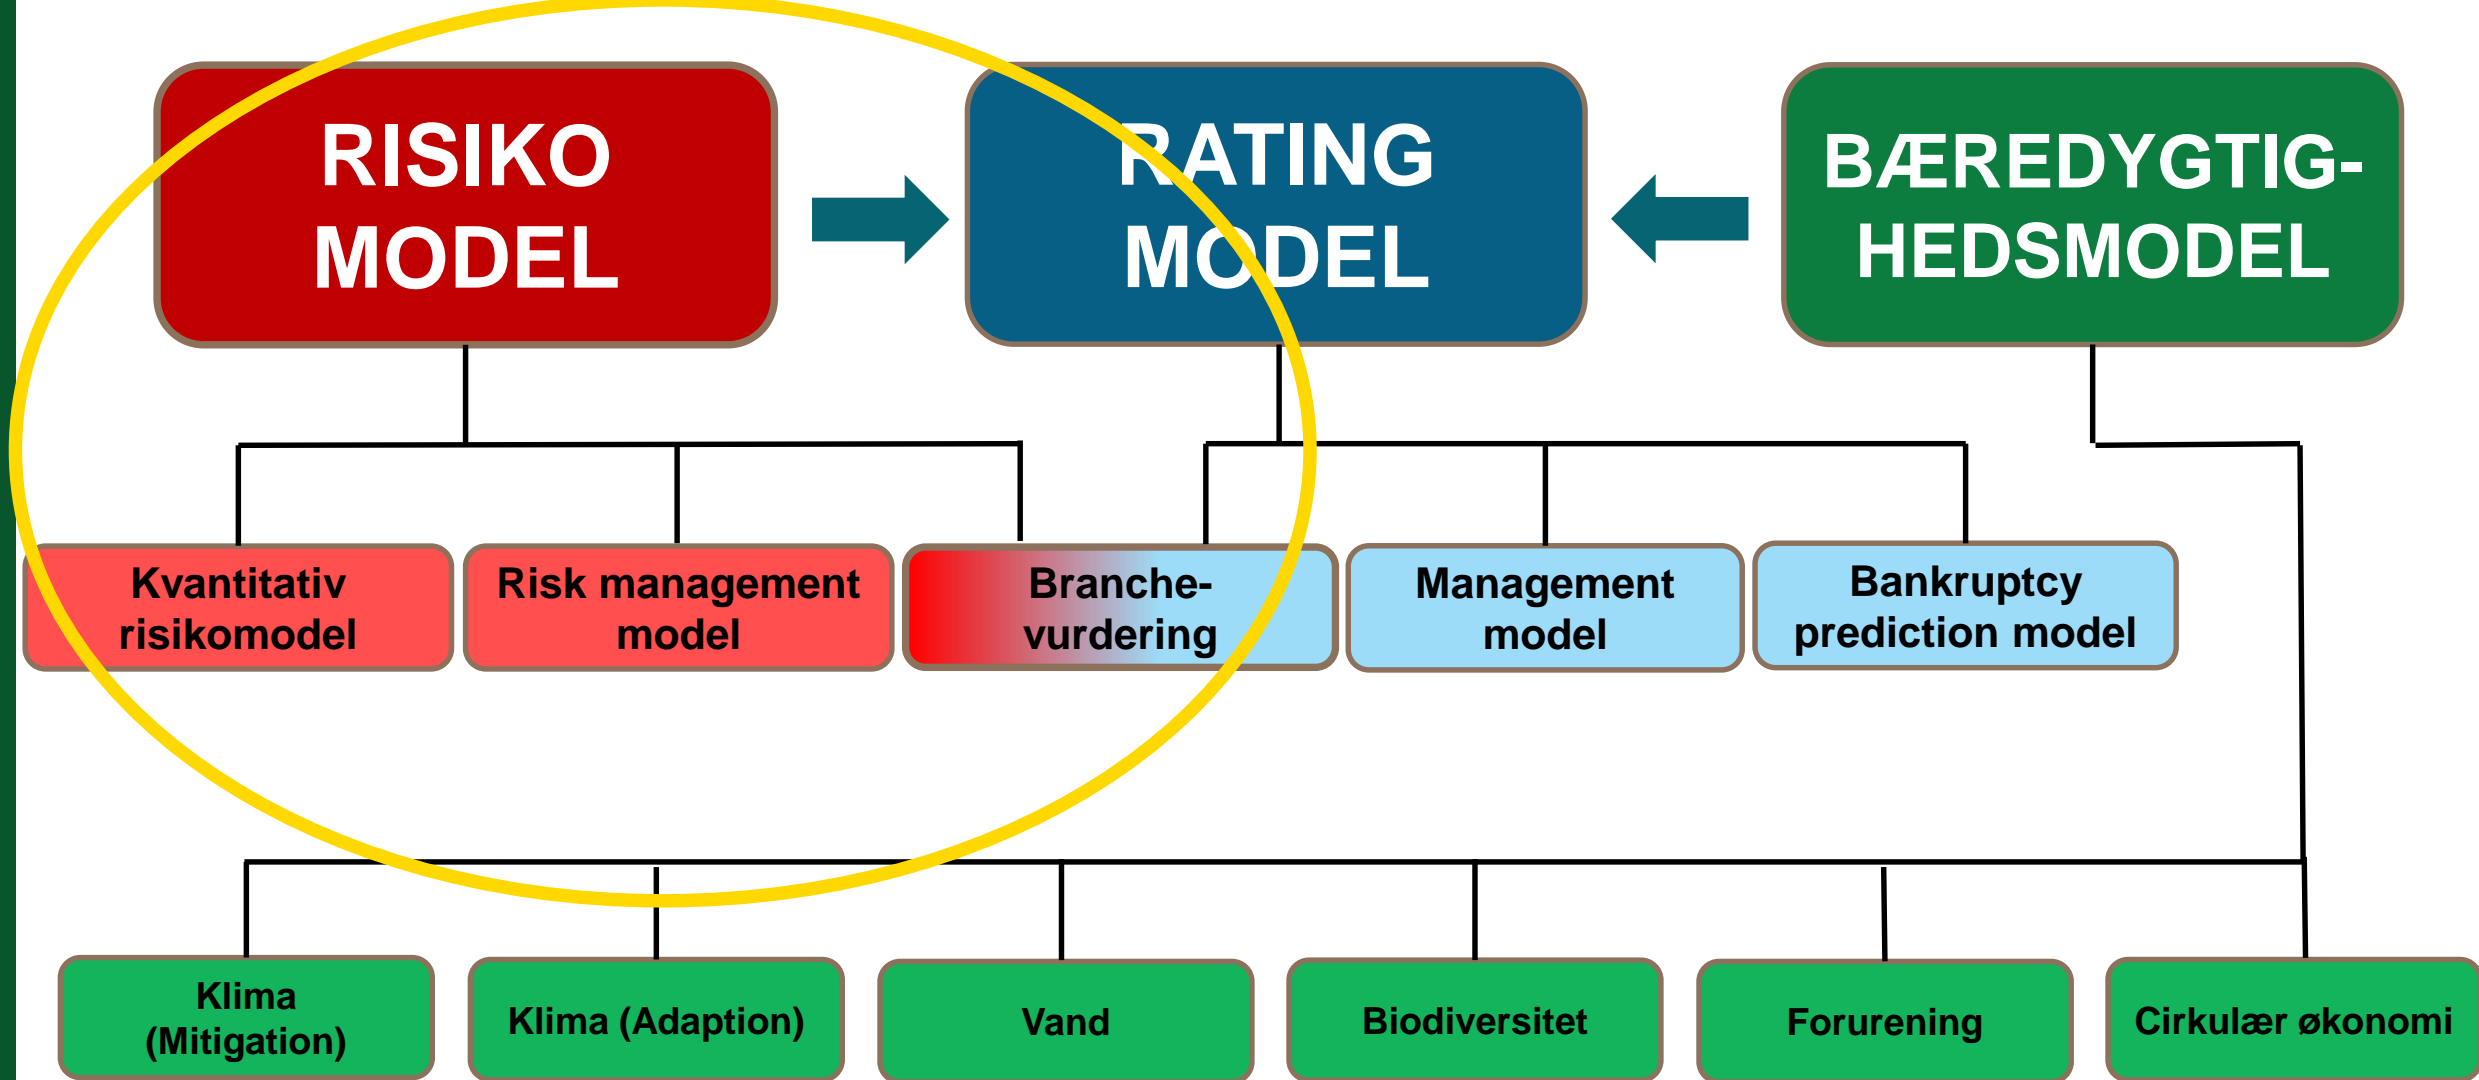 RISIKO
MODEL
RATING
MODEL
BÆREDYGTIG-
HEDSMODEL
Kvantitativ
risikomodel
Risk management
model
Branche-
vurdering
Management
model
Bankruptcy
prediction model
Klima
(Mitigation)
Klima (Adaption)
Vand
Biodiversitet
Forurening
Cirkulær økonomi